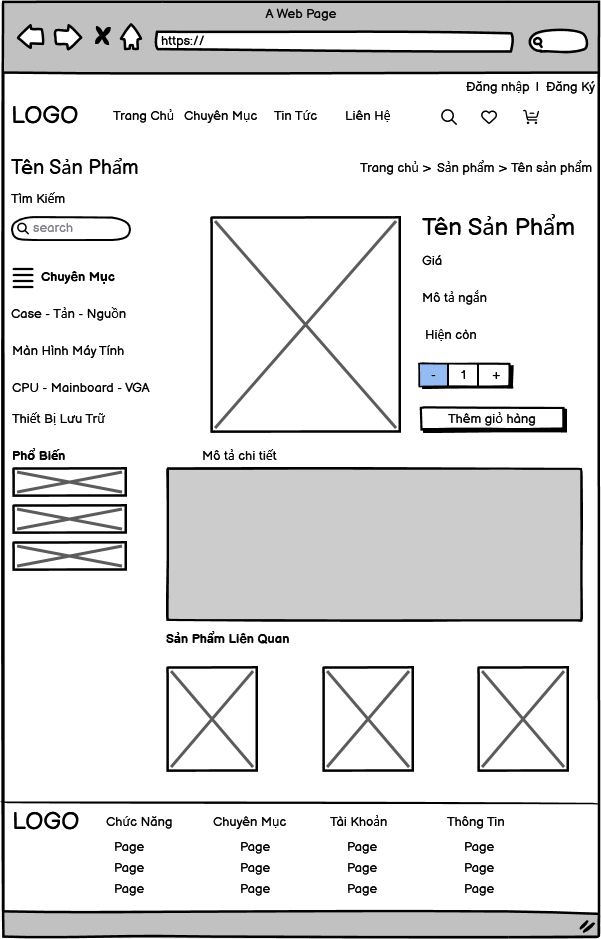 A Web Page
https://
Đăng nhập | Đăng Ký
LOGO Trang Chủ Chuyên Mục Tin Tức Liên Hệ
Tên Sản Phẩm
Trang chủ > Sản phẩm > Tên sản phẩm
Tìm Kiếm
search
Chuyên Mục
Case - Tản - Nguồn
Màn Hình Máy Tính
CPU - Mainboard - VGA
Thiết Bị Lưu Trữ
Phổ Biến
Tên Sản Phẩm
Giá
Mô tả ngắn
Hiện còn
- 1 +
Thêm giỏ hàng
Mô tả chi tiết
Sản Phẩm Liên Quan
LOGO Chức Năng Chuyên Mục Tài Khoản Thông Tin
Page Page Page Page
Page Page Page Page
Page Page Page Page